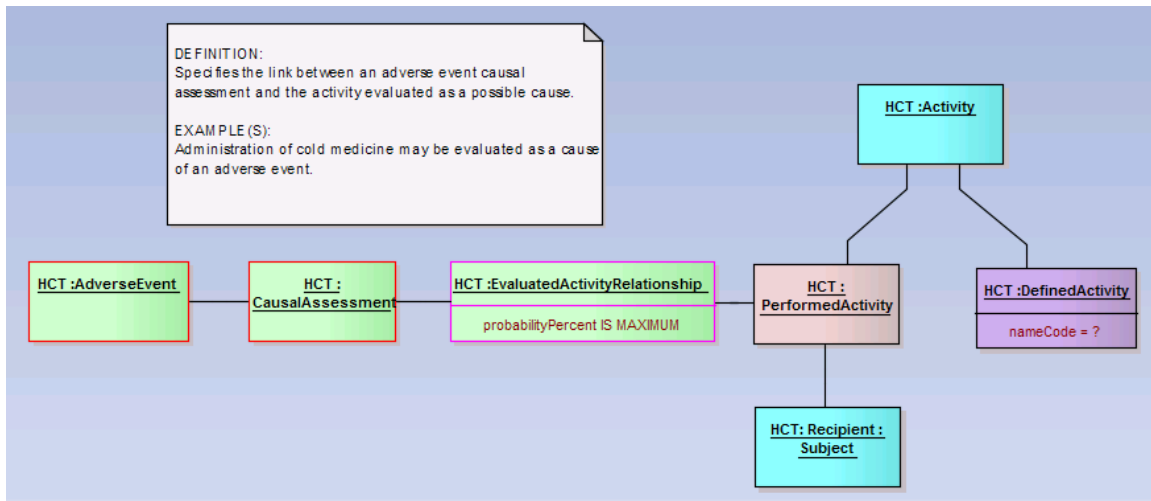 DEFINITION:
Specifies the link between an adverse event causal
assessment and the activity evaluated as a possible cause.
EXAMPLE(S):
Administration of cold medicine may be evaluated as a cause
of an adverse event.
HCT :Activity
HCT :AdverseEvent
HCT :
CausalAssessment
HCT :EvaluatedActivityRelationship
probabilityPercent IS MAXIMUM
HCT :
PerformedActivity
HCT :DefinedActivity
nameCode = ?
HCT: Recipient :
Subject